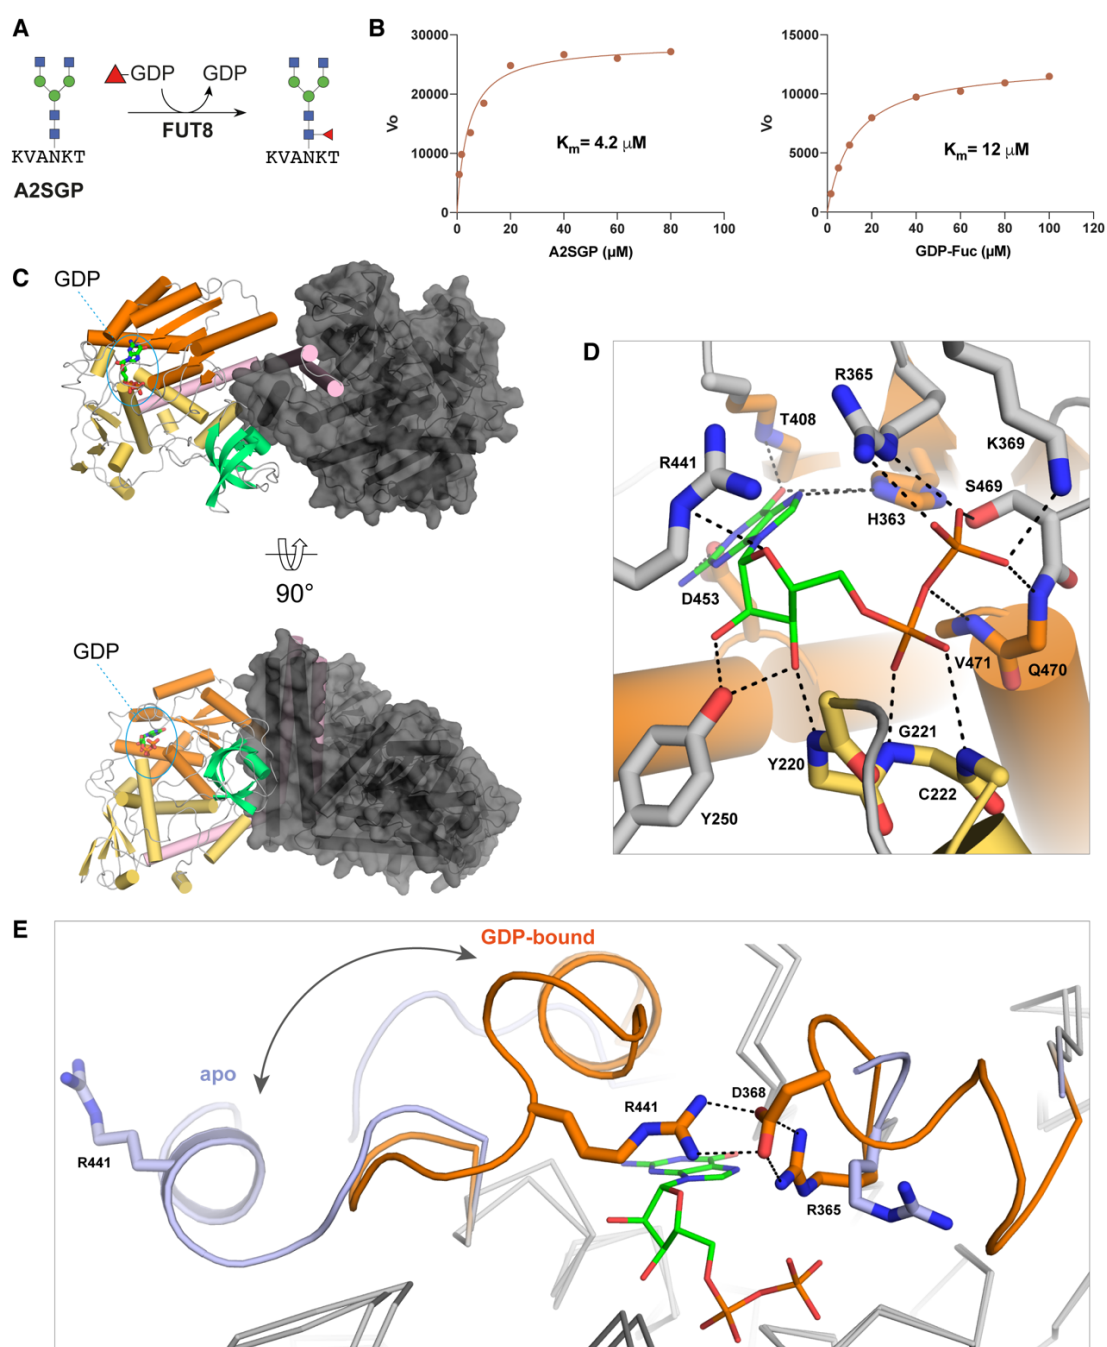 A
GDP
GDP
FUT8
KVANKT
KVANKT
A2SGP
B
30000
20000
10000
0
Vo
Km= 4.2 μM
0 20 40 60 80 100
A2SGP (μM)
15000
10000
5000
0
Vo
Km= 12 μM
0 20 40 60 80 100 120
GDP-Fuc (μM)
C
GDP
90°
GDP
D
R365
T408
K369
R441
S469
H363
D453
V471
Q470
G221
Y220
C222
Y250
E
GDP-bound
apo
D368
R441
R441
R365